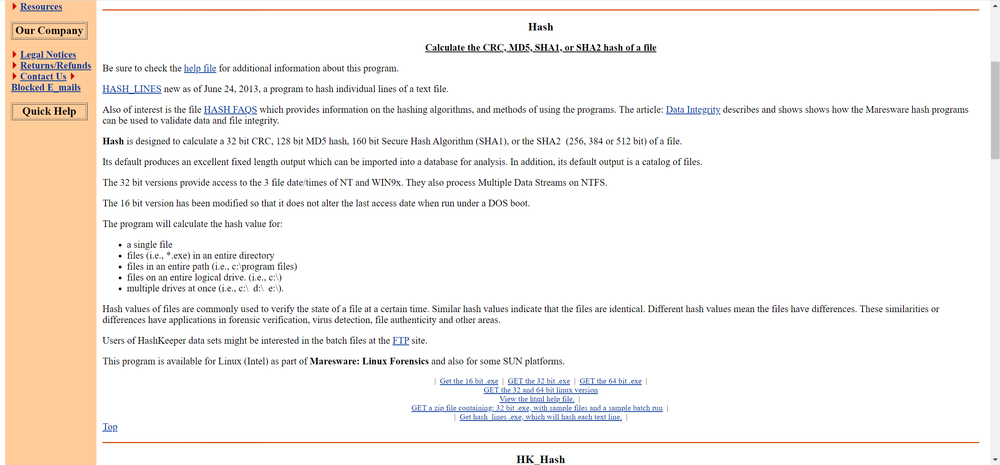 Resources
Our Company
Legal Notices
Returns/Refunds
Contact Us
Blocked E_mails
Quick Help
Hash
Calculate the CRC, MD5, SHA1, or SHA2 hash of a file
Be sure to check the help file for additional information about this program.
HASH_LINES new as of June 24, 2013, a program to hash individual lines of a text file.
Also of interest is the file HASH FAQS which provides information on the hashing algorithms, and methods of using the programs. The article: Data Integrity describes and shows shows how the Maresware hash programs
can be used to validate data and file integrity.
Hash is designed to calculate a 32 bit CRC, 128 bit MD5 hash, 160 bit Secure Hash Algorithm (SHA1), or the SHA2  (256, 384 or 512 bit) of a file.
Its default produces an excellent fixed length output which can be imported into a database for analysis. In addition, its default output is a catalog of files.
The 32 bit versions provide access to the 3 file date/times of NT and WIN9x. They also process Multiple Data Streams on NTFS.
The 16 bit version has been modified so that it does not alter the last access date when run under a DOS boot.
The program will calculate the hash value for:
• a single file
• files (i.e., *.exe) in an entire directory
• files in an entire path (i.e., c:\program files)
• files on an entire logical drive. (i.e., c:\)
• multiple drives at once (i.e., c:\  d:\  e:\).
Hash values of files are commonly used to verify the state of a file at a certain time. Similar hash values indicate that the files are identical. Different hash values mean the files have differences. These similarities or
differences have applications in forensic verification, virus detection, file authenticity and other areas.
Users of HashKeeper data sets might be interested in the batch files at the FTP site.
This program is available for Linux (Intel) as part of Maresware: Linux Forensics and also for some SUN platforms.
| Get the 16 bit .exe | GET the 32 bit .exe | GET the 64 bit .exe |
GET the 32 and 64 bit linux version
View the html help file. |
GET a zip file containing: 32 bit .exe, with sample files and a sample batch run |
| Get hash_lines .exe, which will hash each text line. |
Top
HK_Hash